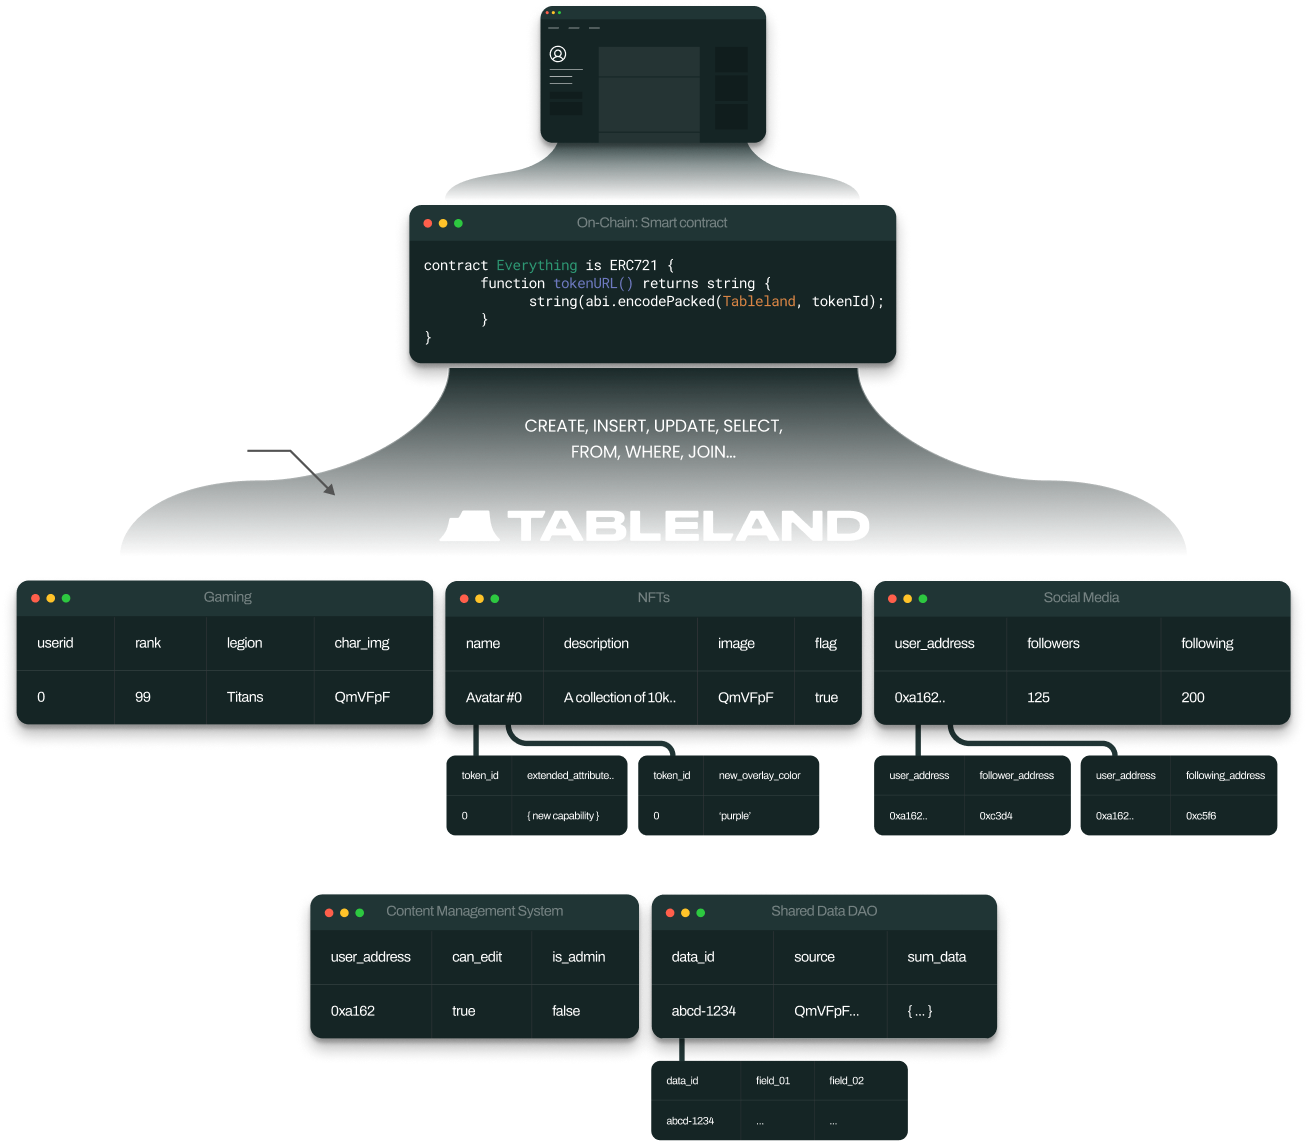 On-Chain: Smart contract
contract Everything is ERC721 {
function tokenURL() returns string {
string(abi.encodePacked(Tableland, tokenId);
}
}
CREATE, INSERT, UPDATE, SELECT,
FROM, WHERE, JOIN...
TABLELAND
Gaming
userid rank legion char_img
0 99 Titans QmVFpF
NFTs
name description image flag
Avatar #0 A collection of 10k.. QmVFpF true
token_id extended_attribute..
0 { new capability }
token_id new_overlay_color
0 ‘purple’
Social Media
user_address followers following
0xa162.. 125 200
user_address follower_address
0xa162.. 0xc3d4
user_address following_address
0xa162.. 0xc5f6
Content Management System
user_address can_edit is_admin
0xa162 true false
Shared Data DAO
data_id source sum_data
abcd-1234 QmVFpF... { ... }
data_id field_01 field_02
abcd-1234 ... ...